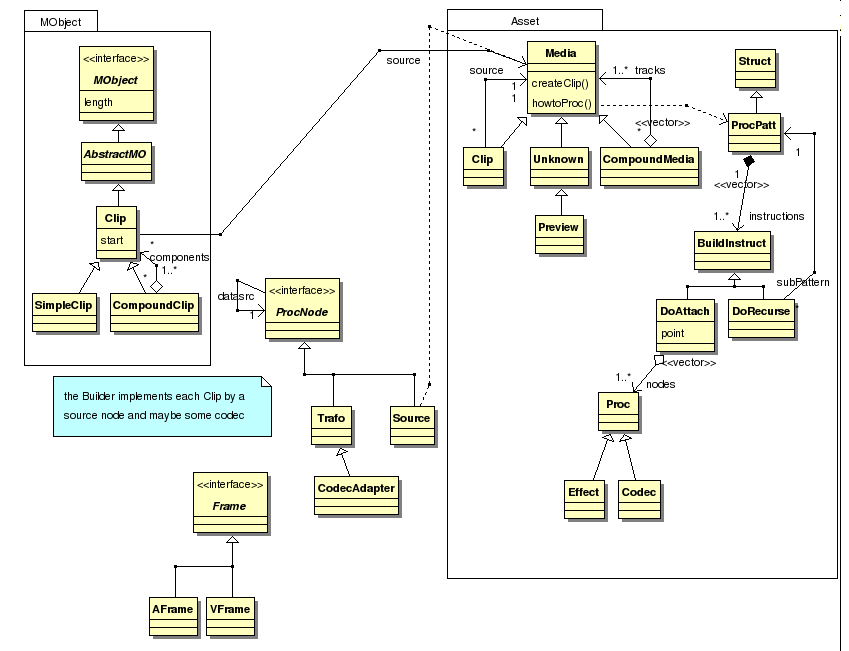 MObject
<<interface>>
MObject
length
AbstractMO
Clip
start
*
components
1..*
*
SimpleClip
CompoundClip
source
datasrc
1
<<interface>>
ProcNode
the Builder implements each Clip by a
source node and maybe some codec
Trafo
Source
CodecAdapter
<<interface>>
Frame
AFrame
VFrame
Asset
Media
createClip()
howtoProc()
source
1
1
*
1..* tracks
<<vector>>
*
Clip
Unknown
CompoundMedia
Preview
Struct
ProcPatt
1
1
<<vector>>
1..*
instructions
BuildInstruct
subPattern
*
DoAttach
point
DoRecurse
<<vector>>
1..*
nodes
Proc
Effect
Codec